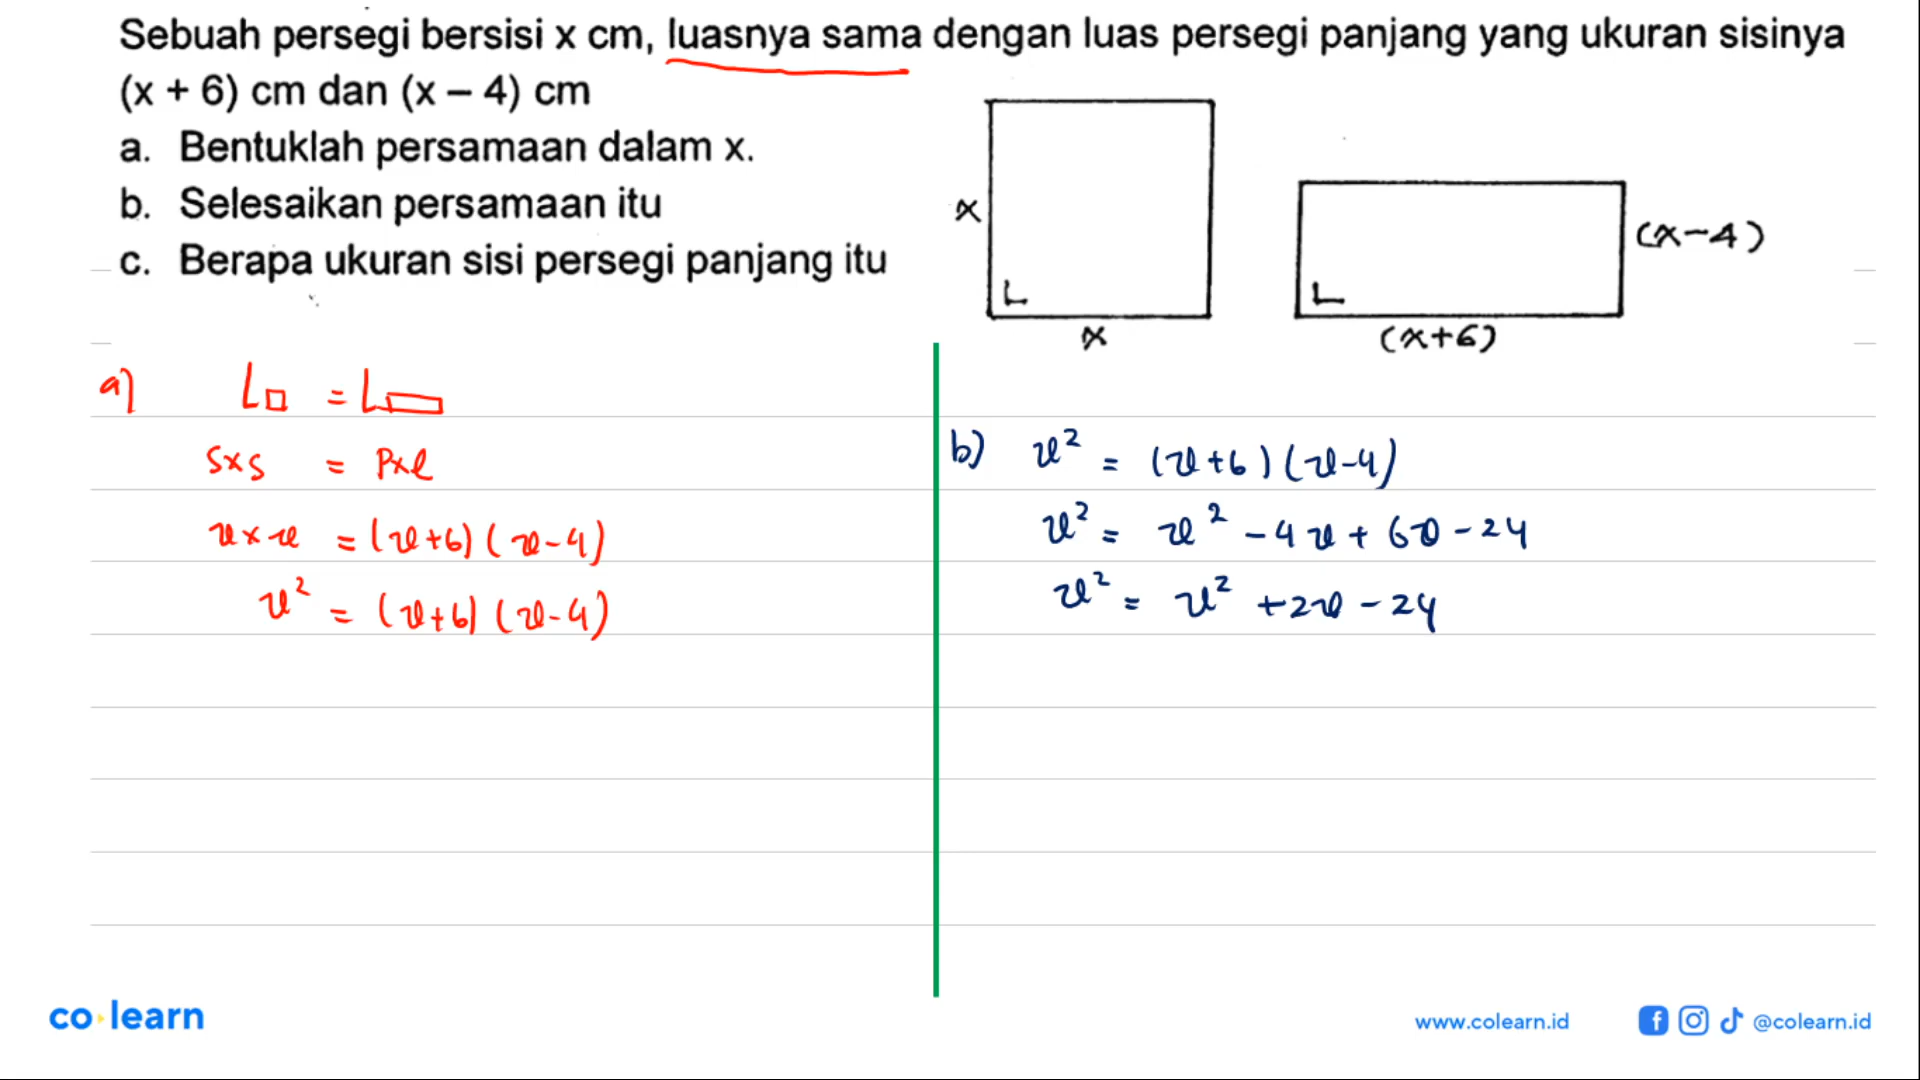 Sebuah persegi bersisi x cm, luasnya sama dengan luas persegi panjang yang ukuran sisinya
(x + 6) cm dan (x – 4) cm
a. Bentuklah persamaan dalam x.
b. Selesaikan persamaan itu
c. Berapa ukuran sisi persegi panjang itu
x
L
x
L
(x-4)
(x+6)
a) L□ = L▭
s×s = p×l
x×x = (x+6)(x-4)
x² = (x+6)(x-4)
b) x² = (x+6)(x-4)
x² = x² - 4x + 6x - 24
x² = x² + 2x - 24
co learn
www.colearn.id
@colearn.id